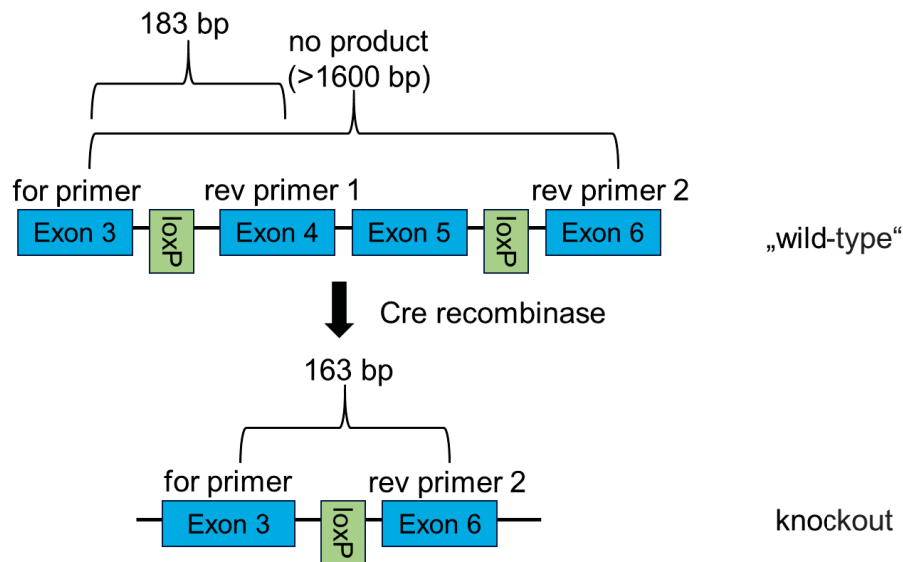 183 bp
no product
(>1600 bp)
for primer
rev primer 1
rev primer 2
Exon 3
loxP
Exon 4
Exon 5
loxP
Exon 6
„wild-type“
Cre recombinase
163 bp
for primer
rev primer 2
Exon 3
loxP
Exon 6
knockout